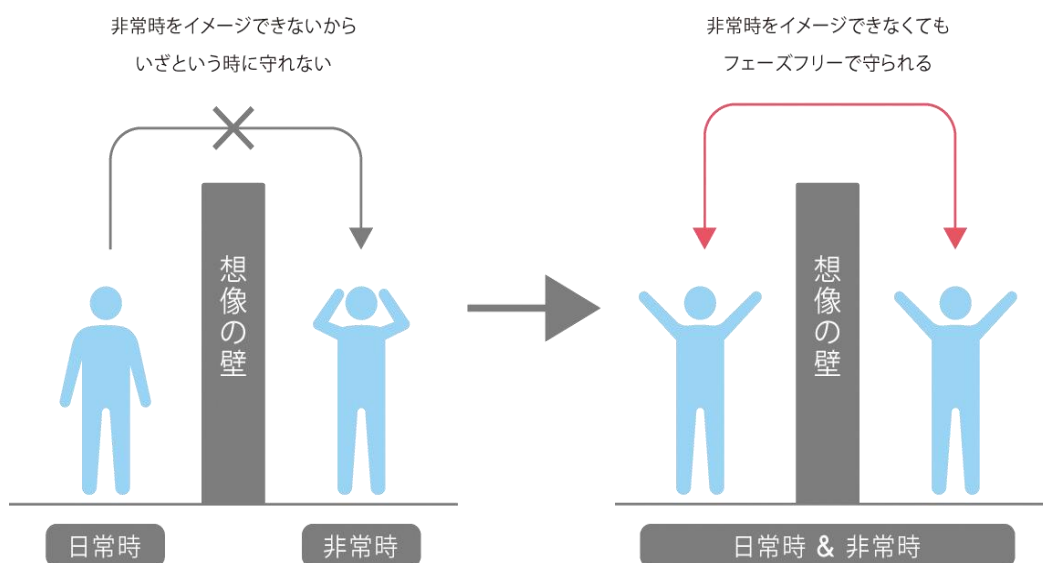 非常時をイメージできないから
いざという時に守れない
想像の壁
日常時
非常時
非常時をイメージできなくても
フェーズフリーで守られる
想像の壁
日常時 & 非常時